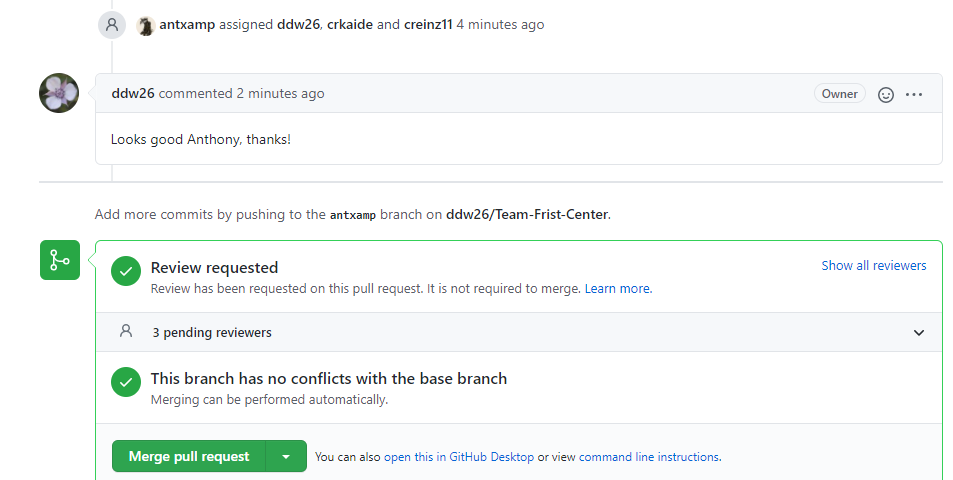 antxamp assigned ddw26, crkaide and creinz11 4 minutes ago
ddw26 commented 2 minutes ago
Owner
Looks good Anthony, thanks!
Add more commits by pushing to the antxamp branch on ddw26/Team-Frist-Center.
Review requested
Show all reviewers
Review has been requested on this pull request. It is not required to merge. Learn more.
3 pending reviewers
This branch has no conflicts with the base branch
Merging can be performed automatically.
Merge pull request
You can also open this in GitHub Desktop or view command line instructions.